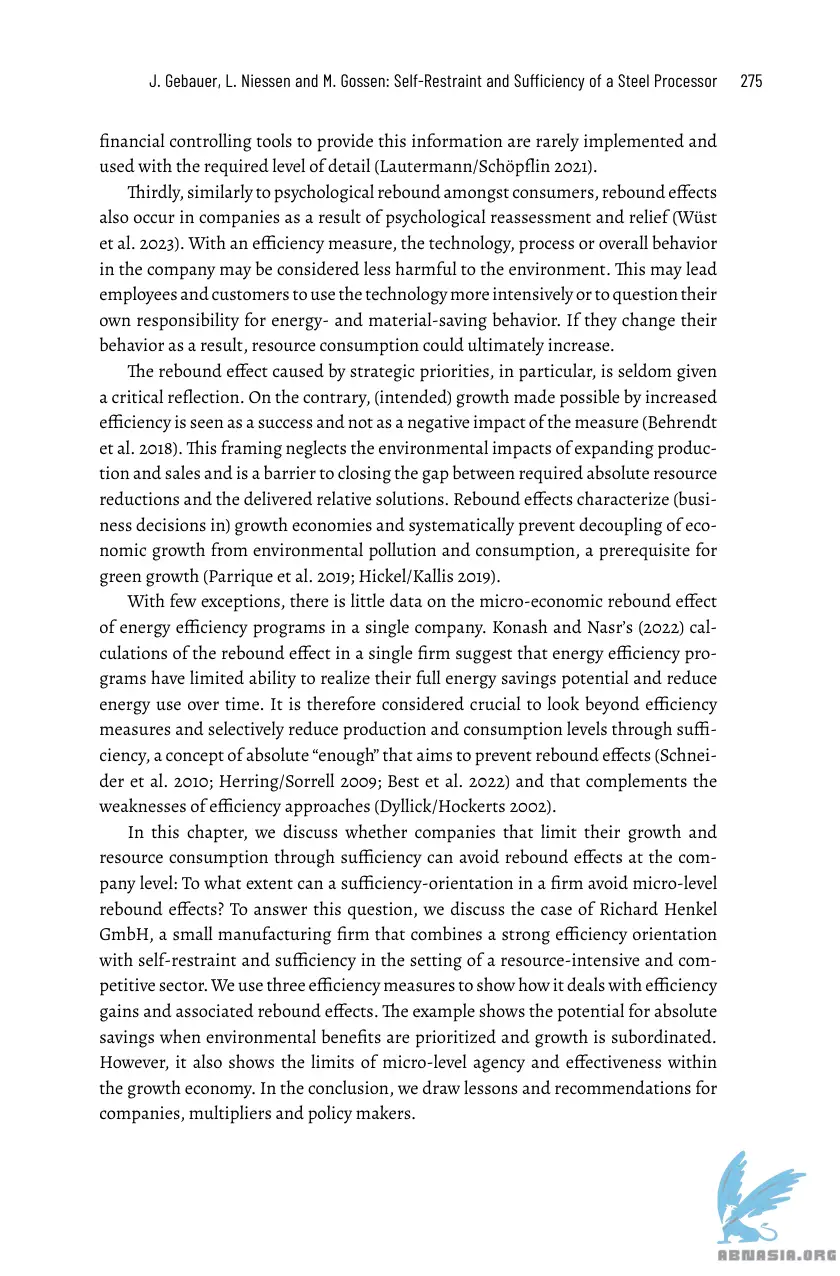 J. Gebauer, L. Niessen and M. Gossen: Self-Restraint and Sufficiency of a Steel Processor 275
financial controlling tools to provide this information are rarely implemented and
used with the required level of detail (Lautermann/Schöpflin 2021).
Thirdly, similarly to psychological rebound amongst consumers, rebound effects
also occur in companies as a result of psychological reassessment and relief (Wüst
et al. 2023). With an efficiency measure, the technology, process or overall behavior
in the company may be considered less harmful to the environment. This may lead
employees and customers to use the technology more intensively or to question their
own responsibility for energy- and material-saving behavior. If they change their
behavior as a result, resource consumption could ultimately increase.
The rebound effect caused by strategic priorities, in particular, is seldom given
a critical reflection. On the contrary, (intended) growth made possible by increased
efficiency is seen as a success and not as a negative impact of the measure (Behrendt
et al. 2018). This framing neglects the environmental impacts of expanding produc-
tion and sales and is a barrier to closing the gap between required absolute resource
reductions and the delivered relative solutions. Rebound effects characterize (busi-
ness decisions in) growth economies and systematically prevent decoupling of eco-
nomic growth from environmental pollution and consumption, a prerequisite for
green growth (Parrique et al. 2019; Hickel/Kallis 2019).
With few exceptions, there is little data on the micro-economic rebound effect
of energy efficiency programs in a single company. Konash and Nasr’s (2022) cal-
culations of the rebound effect in a single firm suggest that energy efficiency pro-
grams have limited ability to realize their full energy savings potential and reduce
energy use over time. It is therefore considered crucial to look beyond efficiency
measures and selectively reduce production and consumption levels through suffi-
ciency, a concept of absolute “enough” that aims to prevent rebound effects (Schnei-
der et al. 2010; Herring/Sorrell 2009; Best et al. 2022) and that complements the
weaknesses of efficiency approaches (Dyllick/Hockerts 2002).
In this chapter, we discuss whether companies that limit their growth and
resource consumption through sufficiency can avoid rebound effects at the com-
pany level: To what extent can a sufficiency-orientation in a firm avoid micro-level
rebound effects? To answer this question, we discuss the case of Richard Henkel
GmbH, a small manufacturing firm that combines a strong efficiency orientation
with self-restraint and sufficiency in the setting of a resource-intensive and com-
petitive sector. We use three efficiency measures to show how it deals with efficiency
gains and associated rebound effects. The example shows the potential for absolute
savings when environmental benefits are prioritized and growth is subordinated.
However, it also shows the limits of micro-level agency and effectiveness within
the growth economy. In the conclusion, we draw lessons and recommendations for
companies, multipliers and policy makers.
ABNASIA.ORG